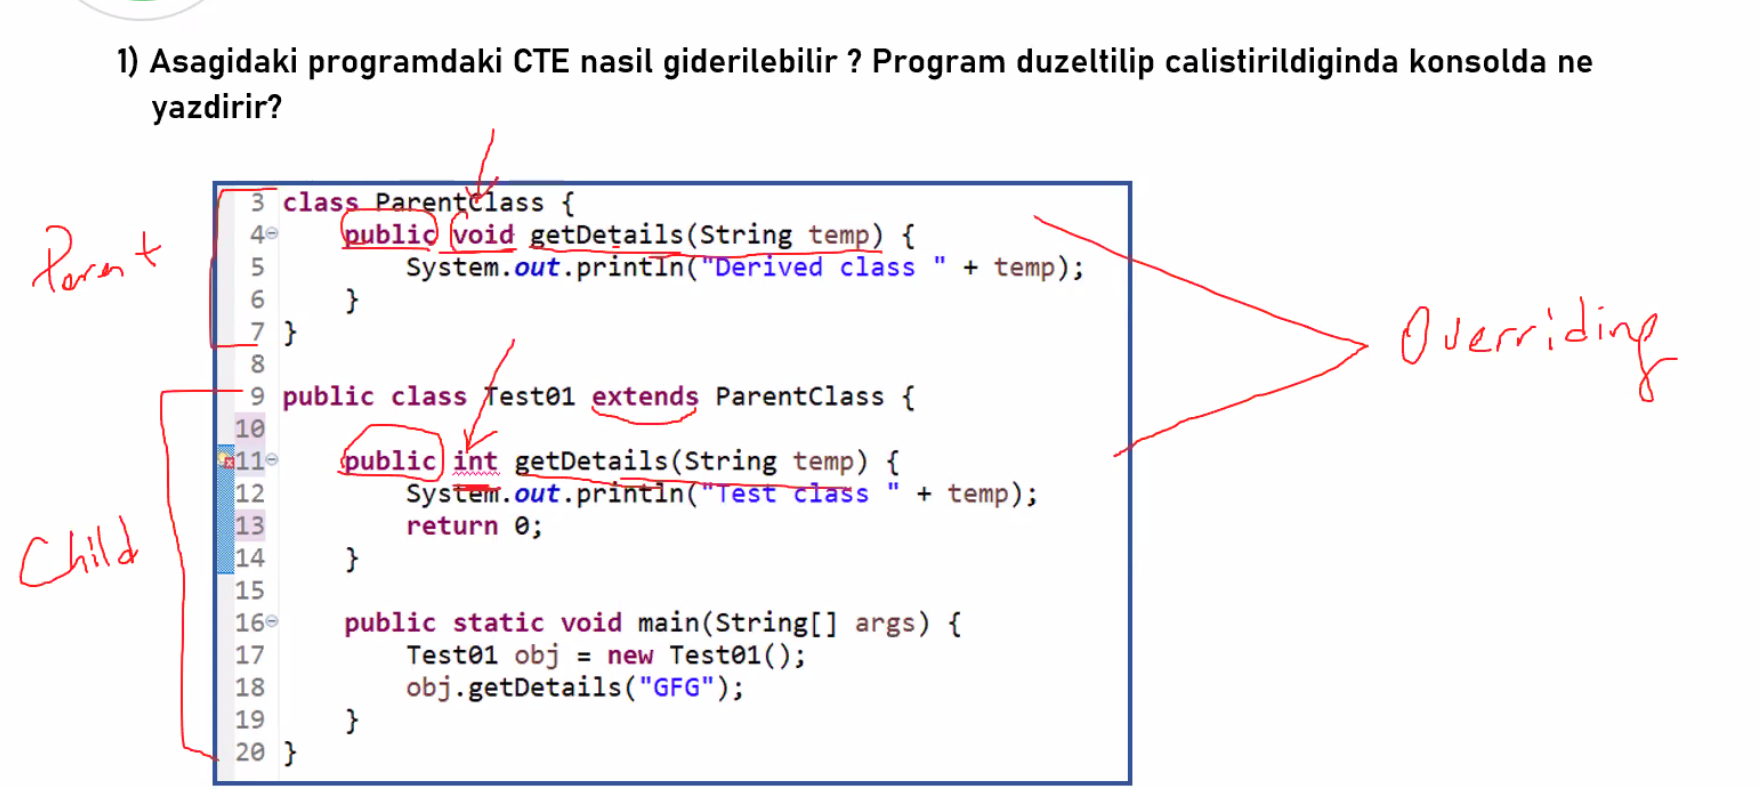 1) Asagidaki programdaki CTE nasil giderilebilir ? Program duzeltilip calistirildiginda konsolda ne
yazdirir?
3 class ParentClass {
4 public void getDetails(String temp) {
5 System.out.println("Derived class " + temp);
6 }
7 }
8
9 public class Test01 extends ParentClass {
10
11 public int getDetails(String temp) {
12 System.out.println("Test class " + temp);
13 return 0;
14 }
15
16 public static void main(String[] args) {
17 Test01 obj = new Test01();
18 obj.getDetails("GFG");
19 }
20 }
Parent
Child
Overriding